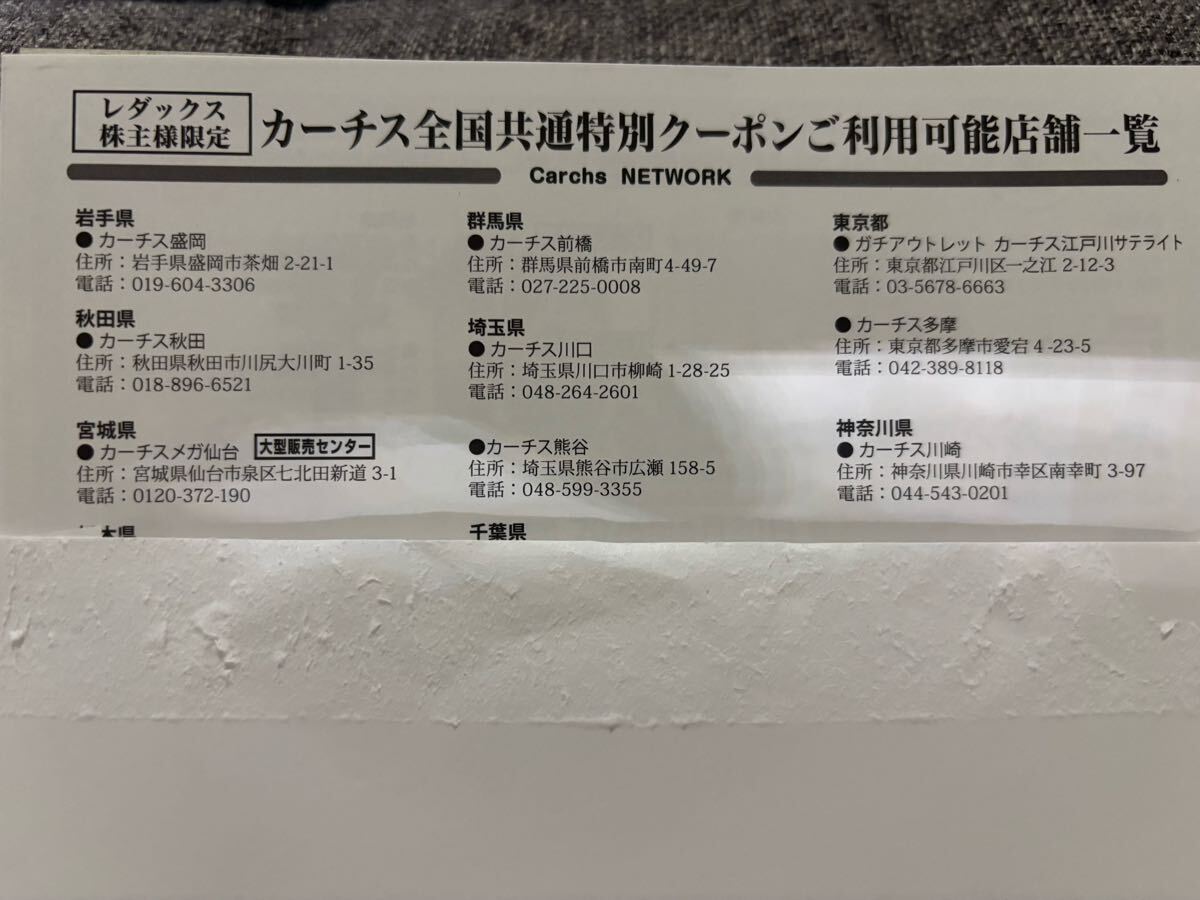 レダックス
株主様限定
カーチス全国共通特別クーポンご利用可能店舗一覧
Carchs NETWORK
岩手県
● カーチス盛岡
住所：岩手県盛岡市茶畑 2-21-1
電話：019-604-3306
秋田県
● カーチス秋田
住所：秋田県秋田市川尻大川町 1-35
電話：018-896-6521
宮城県
● カーチスメガ仙台 大型販売センター
住所：宮城県仙台市泉区七北田新道 3-1
電話：0120-372-190
木県
群馬県
● カーチス前橋
住所：群馬県前橋市南町4-49-7
電話：027-225-0008
埼玉県
● カーチス川口
住所：埼玉県川口市柳崎 1-28-25
電話：048-264-2601
●カーチス熊谷
住所：埼玉県熊谷市広瀬 158-5
電話：048-599-3355
千葉県
東京都
● ガチアウトレット カーチス江戸川サテライト
住所：東京都江戸川区一之江 2-12-3
電話：03-5678-6663
● カーチス多摩
住所：東京都多摩市愛宕 4-23-5
電話：042-389-8118
神奈川県
● カーチス川崎
住所：神奈川県川崎市幸区南幸町 3-97
電話：044-543-0201